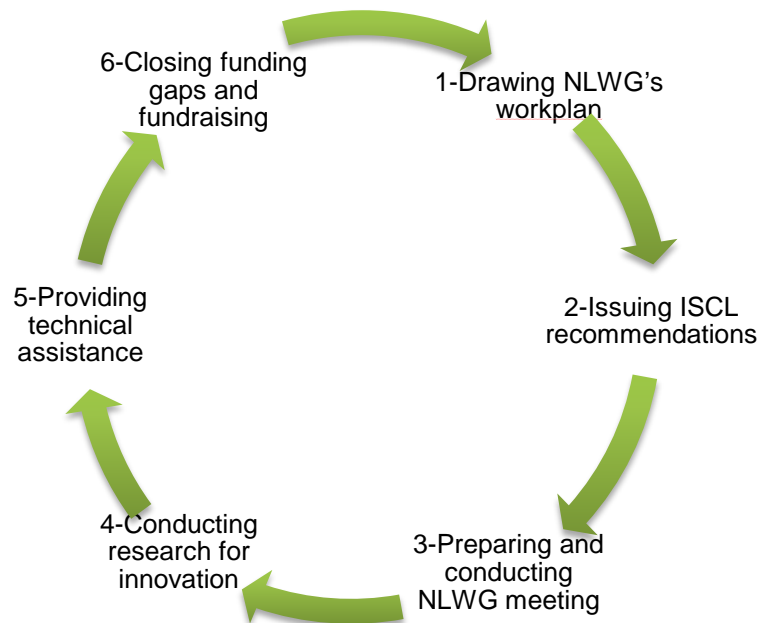 1-Drawing NLWG’s
workplan
2-Issuing ISCL
recommendations
3-Preparing and
conducting
NLWG meeting
4-Conducting
research for
innovation
5-Providing
technical
assistance
6-Closing funding
gaps and
fundraising